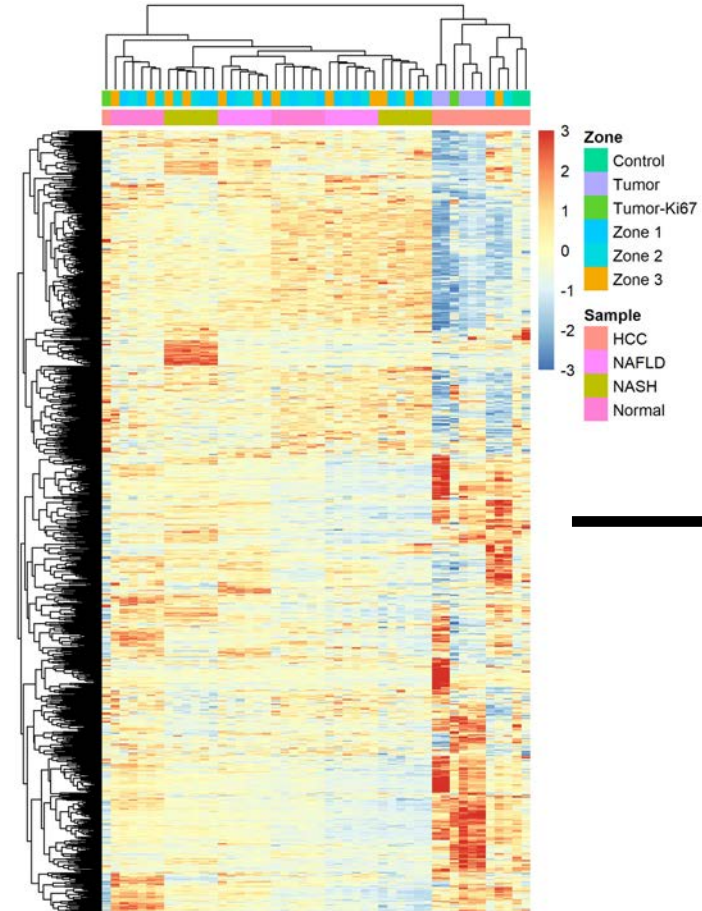 3
2
1
0
-1
-2
-3
Zone
Control
Tumor
Tumor-Ki67
Zone 1
Zone 2
Zone 3
Sample
HCC
NAFLD
NASH
Normal